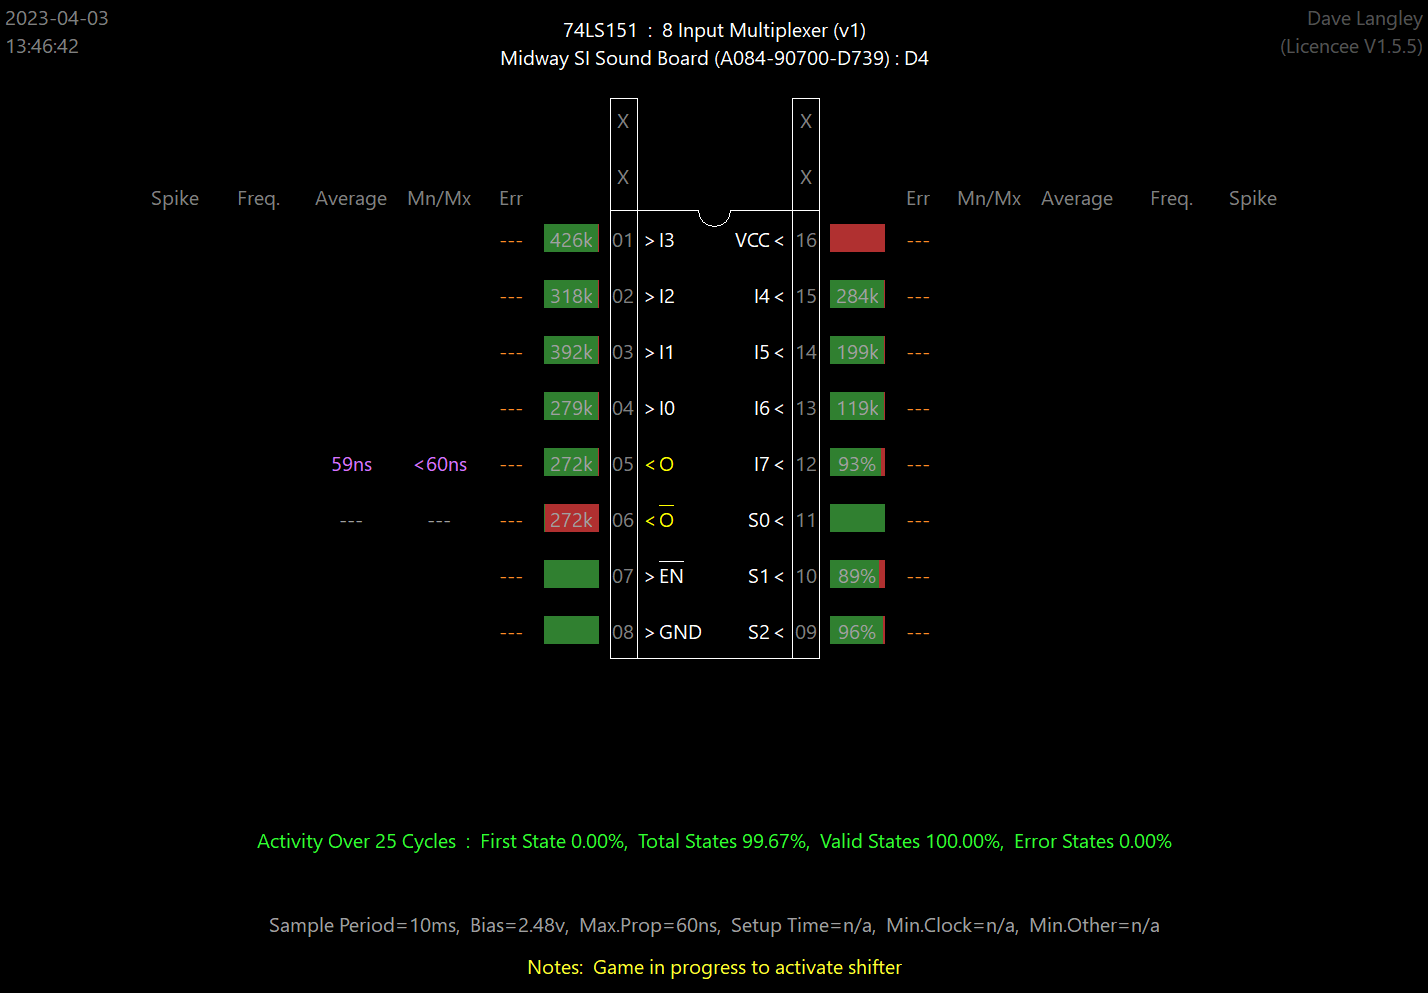 2023-04-03
13:46:42
74LS151 : 8 Input Multiplexer (v1)
Midway SI Sound Board (A084-90700-D739) : D4
Dave Langley
(Licencee V1.5.5)
X X
X X
Spike Freq. Average Mn/Mx Err Err Mn/Mx Average Freq. Spike
--- 426k 01 >I3 VCC< 16 ---
--- 318k 02 >I2 I4< 15 284k ---
--- 392k 03 >I1 I5< 14 199k ---
--- 279k 04 >I0 I6< 13 119k ---
59ns <60ns --- 272k 05 <O I7< 12 93% ---
--- --- --- 272k 06 <O̅ S0< 11 ---
--- 07 >E̅N̅ S1< 10 89% ---
--- 08 >GND S2< 09 96% ---
Activity Over 25 Cycles : First State 0.00%, Total States 99.67%, Valid States 100.00%, Error States 0.00%
Sample Period=10ms, Bias=2.48v, Max.Prop=60ns, Setup Time=n/a, Min.Clock=n/a, Min.Other=n/a
Notes: Game in progress to activate shifter